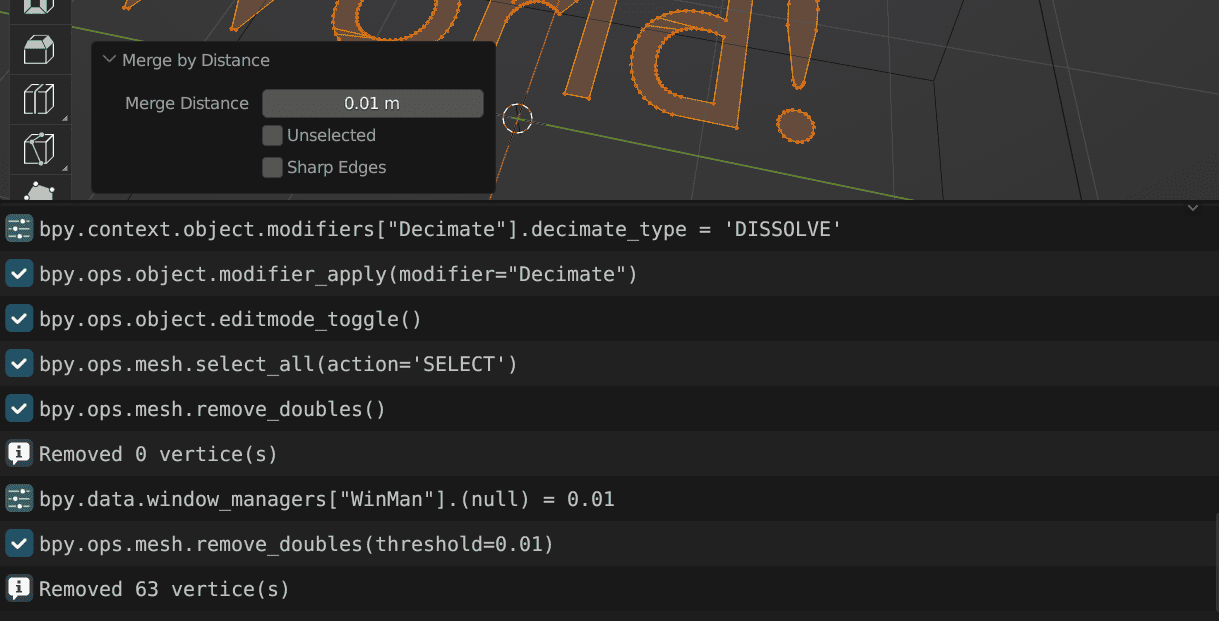 ond!
Merge by Distance
Merge Distance 0.01 m
Unselected
Sharp Edges
bpy.context.object.modifiers["Decimate"].decimate_type = 'DISSOLVE'
bpy.ops.object.modifier_apply(modifier="Decimate")
bpy.ops.object.editmode_toggle()
bpy.ops.mesh.select_all(action='SELECT')
bpy.ops.mesh.remove_doubles()
Removed 0 vertice(s)
bpy.data.window_managers["WinMan"].(null) = 0.01
bpy.ops.mesh.remove_doubles(threshold=0.01)
Removed 63 vertice(s)